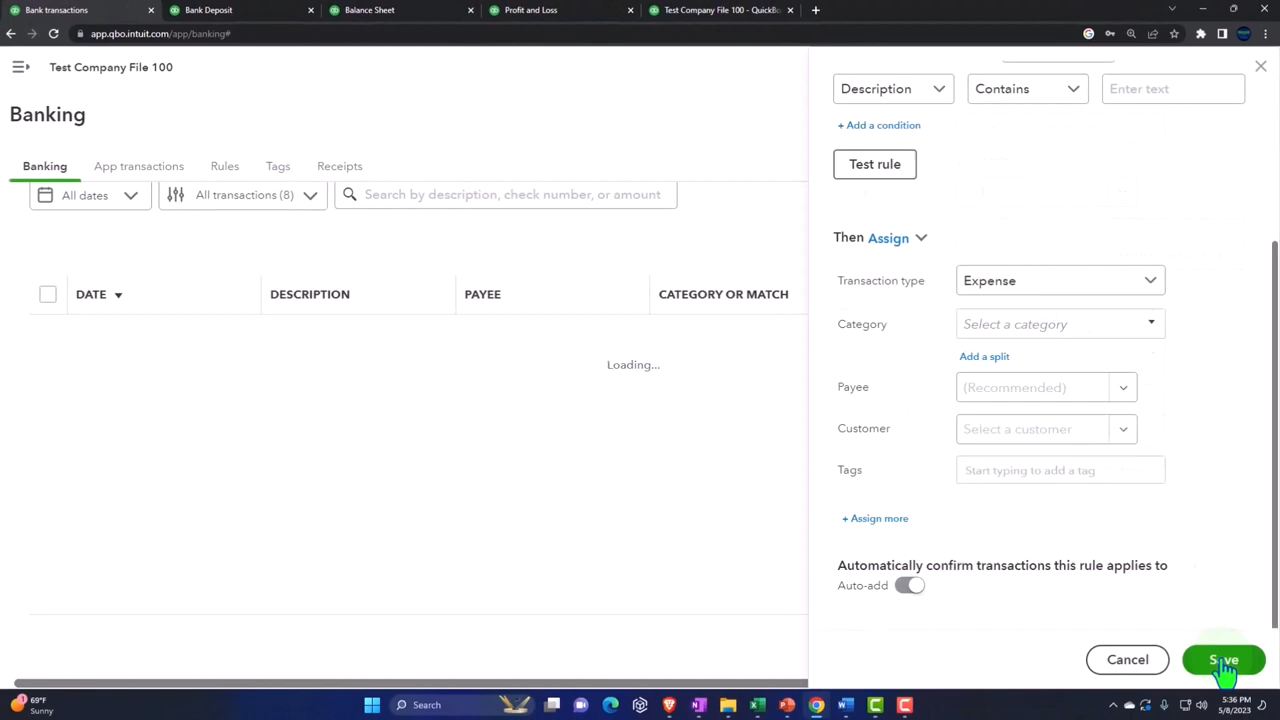 Bank transactions
Bank Deposit
Balance Sheet
Profit and Loss
Test Company File 100 - QuickBo
app.qbo.intuit.com/app/banking#
Test Company File 100
Banking
Banking
App transactions
Rules
Tags
Receipts
All dates
All transactions (8)
Search by description, check number, or amount
DATE
DESCRIPTION
PAYEE
CATEGORY OR MATCH
Loading...
Description
Contains
Enter text
+ Add a condition
Test rule
Then Assign
Transaction type
Expense
Category
Select a category
Add a split
Payee
(Recommended)
Customer
Select a customer
Tags
Start typing to add a tag
+ Assign more
Automatically confirm transactions this rule applies to
Auto-add
Cancel
Save
69°F
Sunny
Search
5:36 PM
5/8/2023